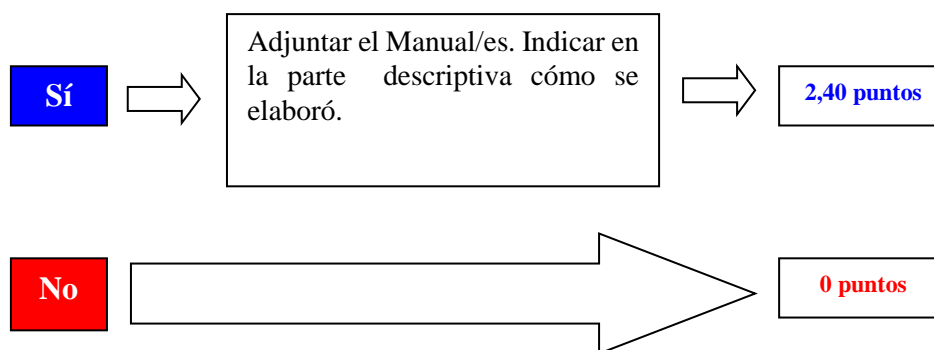 Adjuntar el Manual/es. Indicar en
la parte descriptiva cómo se
elaboró.
Sí
2,40 puntos
No
0 puntos